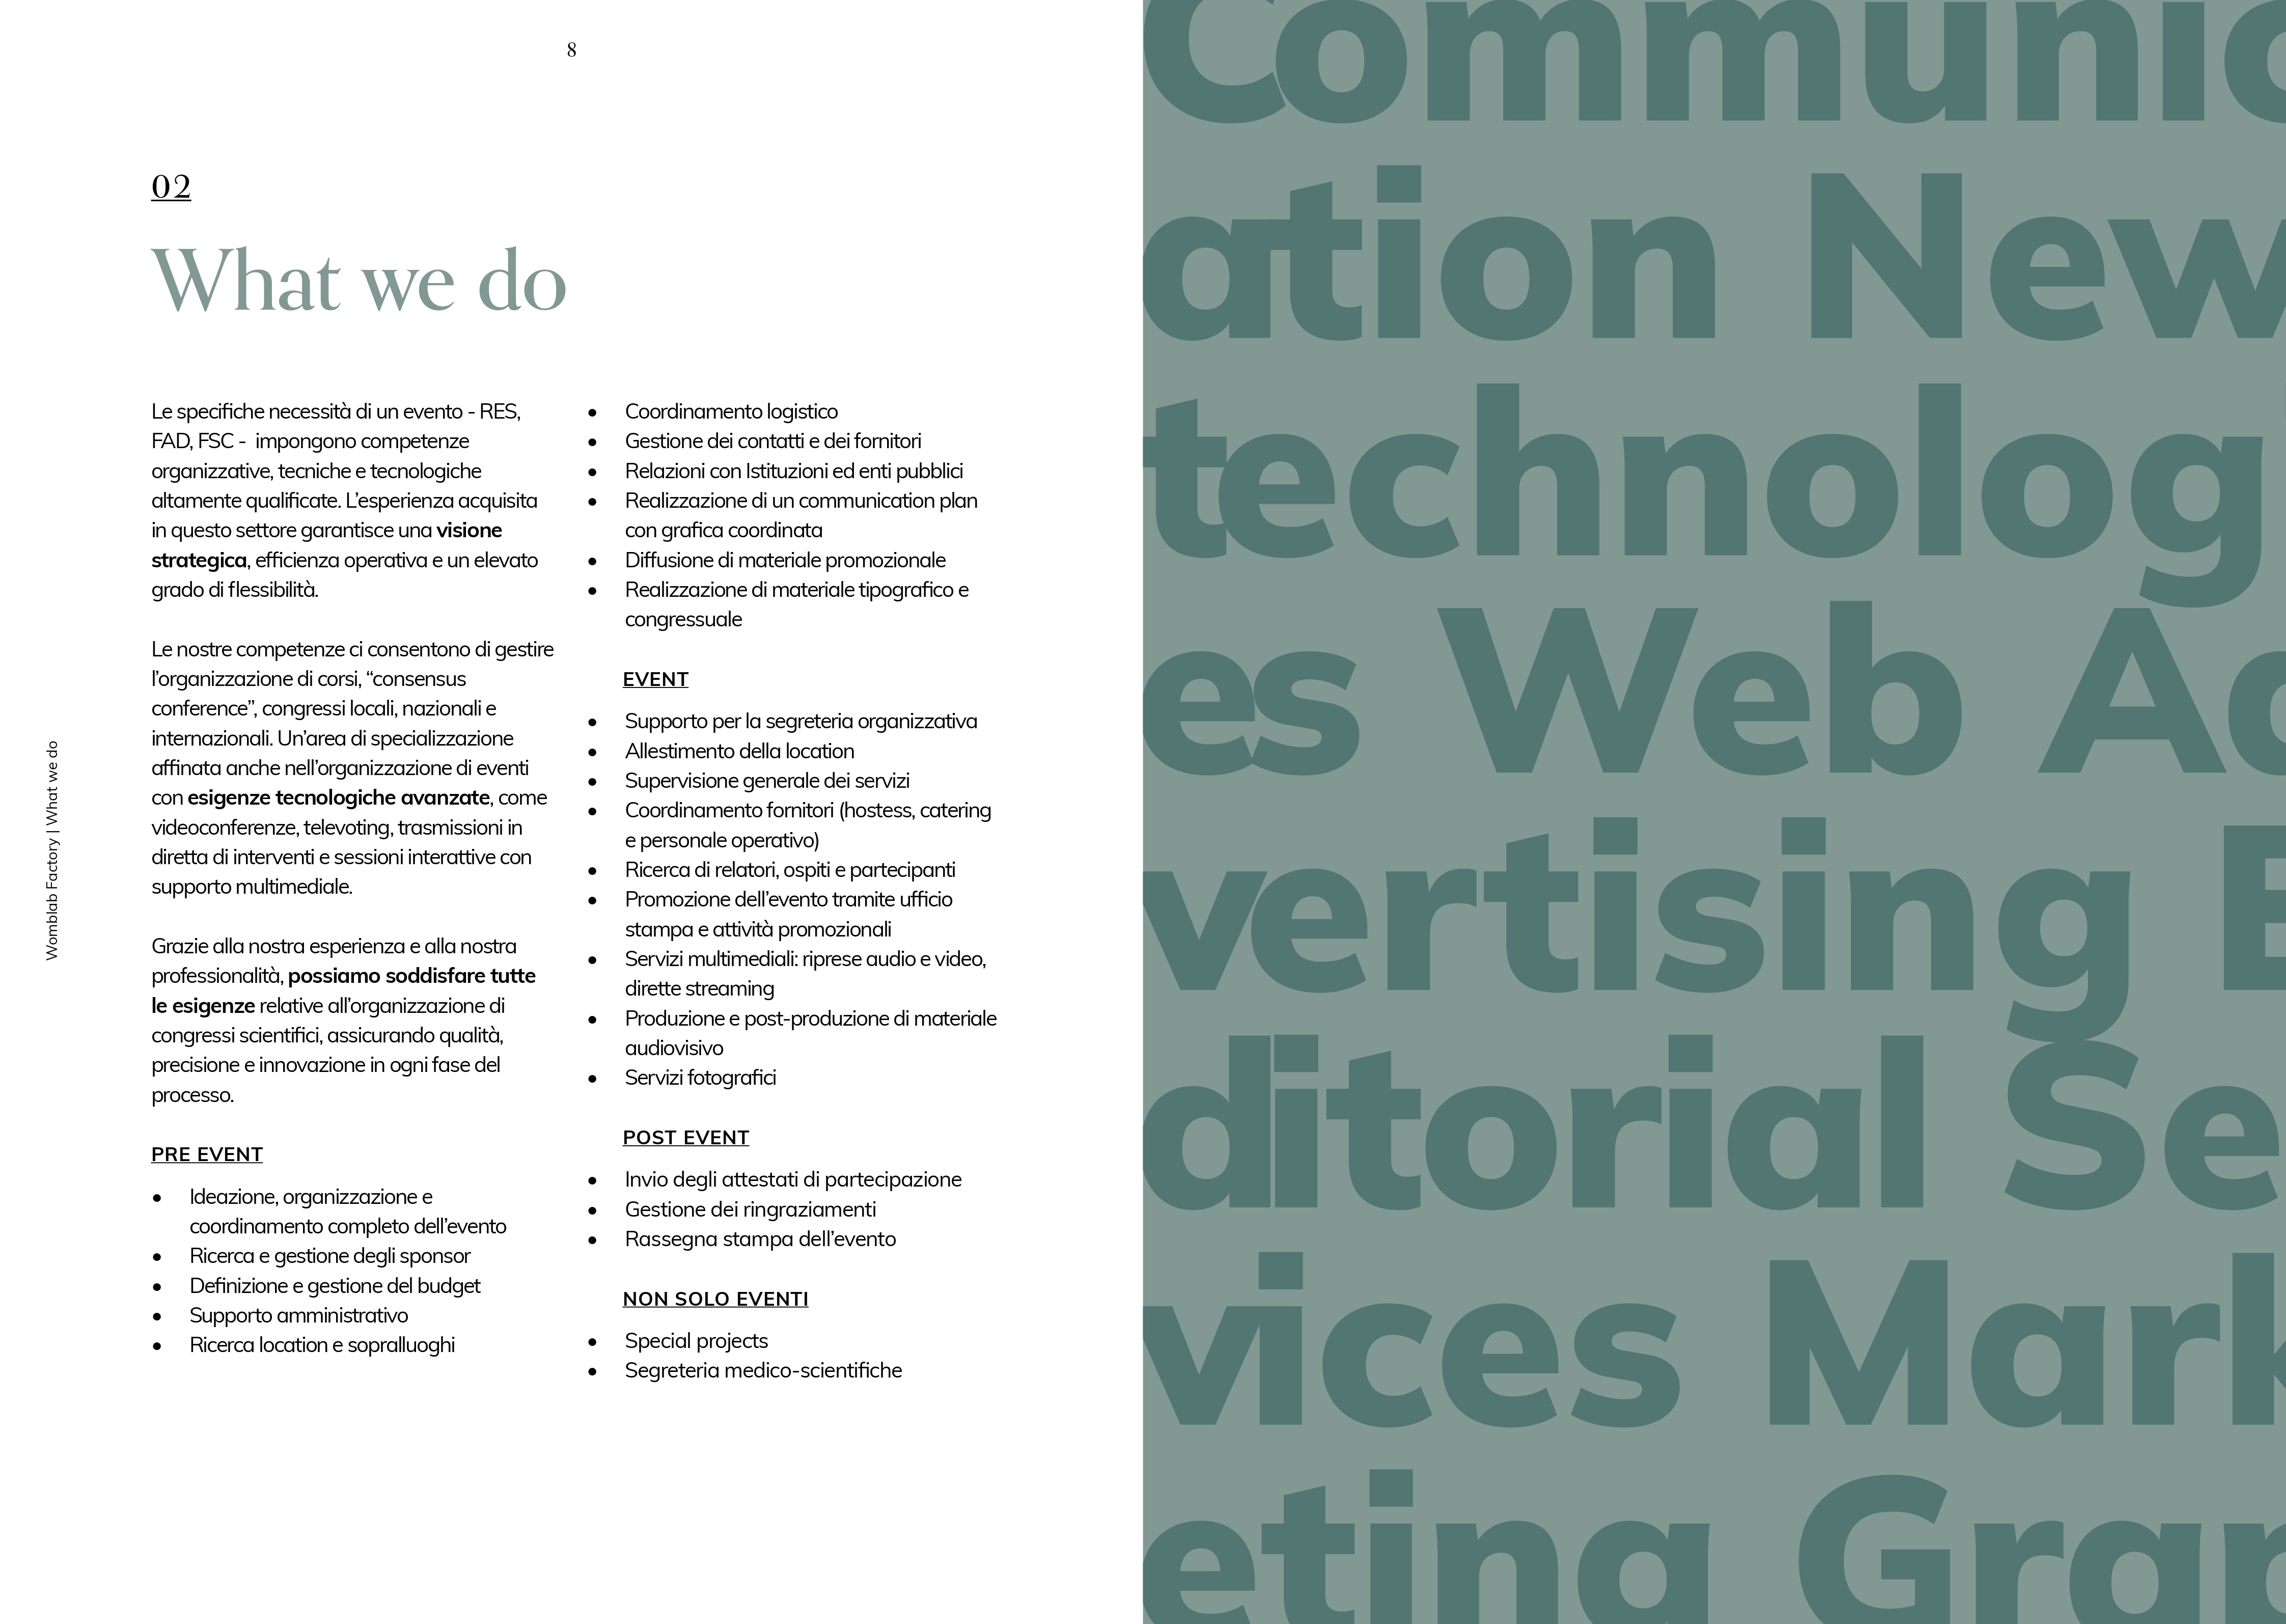 8
02
What we do
Le specifiche necessità di un evento - RES,
FAD, FSC -  impongono competenze
organizzative, tecniche e tecnologiche
altamente qualificate. L’esperienza acquisita
in questo settore garantisce una visione
strategica, efficienza operativa e un elevato
grado di flessibilità.
Le nostre competenze ci consentono di gestire
l’organizzazione di corsi, “consensus
conference”, congressi locali, nazionali e
internazionali. Un’area di specializzazione
affinata anche nell’organizzazione di eventi
con esigenze tecnologiche avanzate, come
videoconferenze, televoting, trasmissioni in
diretta di interventi e sessioni interattive con
supporto multimediale.
Grazie alla nostra esperienza e alla nostra
professionalità, possiamo soddisfare tutte
le esigenze relative all’organizzazione di
congressi scientifici, assicurando qualità,
precisione e innovazione in ogni fase del
processo.
PRE EVENT
● Ideazione, organizzazione e
coordinamento completo dell’evento
● Ricerca e gestione degli sponsor
● Definizione e gestione del budget
● Supporto amministrativo
● Ricerca location e sopralluoghi
● Coordinamento logistico
● Gestione dei contatti e dei fornitori
● Relazioni con Istituzioni ed enti pubblici
● Realizzazione di un communication plan
con grafica coordinata
● Diffusione di materiale promozionale
● Realizzazione di materiale tipografico e
congressuale
EVENT
● Supporto per la segreteria organizzativa
● Allestimento della location
● Supervisione generale dei servizi
● Coordinamento fornitori (hostess, catering
e personale operativo)
● Ricerca di relatori, ospiti e partecipanti
● Promozione dell’evento tramite ufficio
stampa e attività promozionali
● Servizi multimediali: riprese audio e video,
dirette streaming
● Produzione e post-produzione di materiale
audiovisivo
● Servizi fotografici
POST EVENT
● Invio degli attestati di partecipazione
● Gestione dei ringraziamenti
● Rassegna stampa dell’evento
NON SOLO EVENTI
● Special projects
● Segreteria medico-scientifiche
Womblab Factory | What we do
Communic
ation New
technolog
es Web Ad
vertising E
ditorial Se
vices Mark
eting Grap